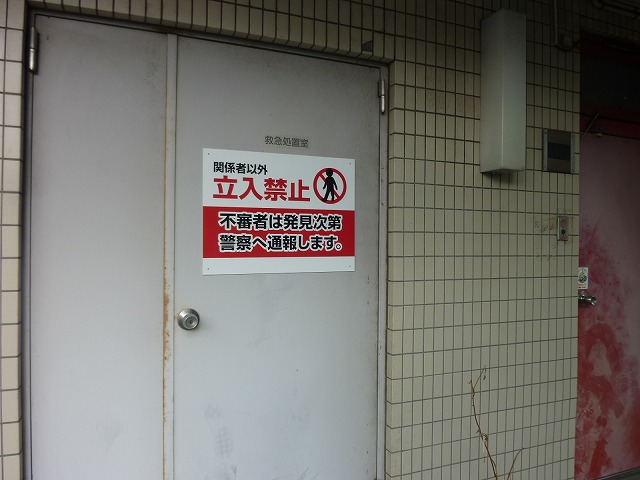 救急処置室
関係者以外
立入禁止
不審者は発見次第
警察へ通報します。